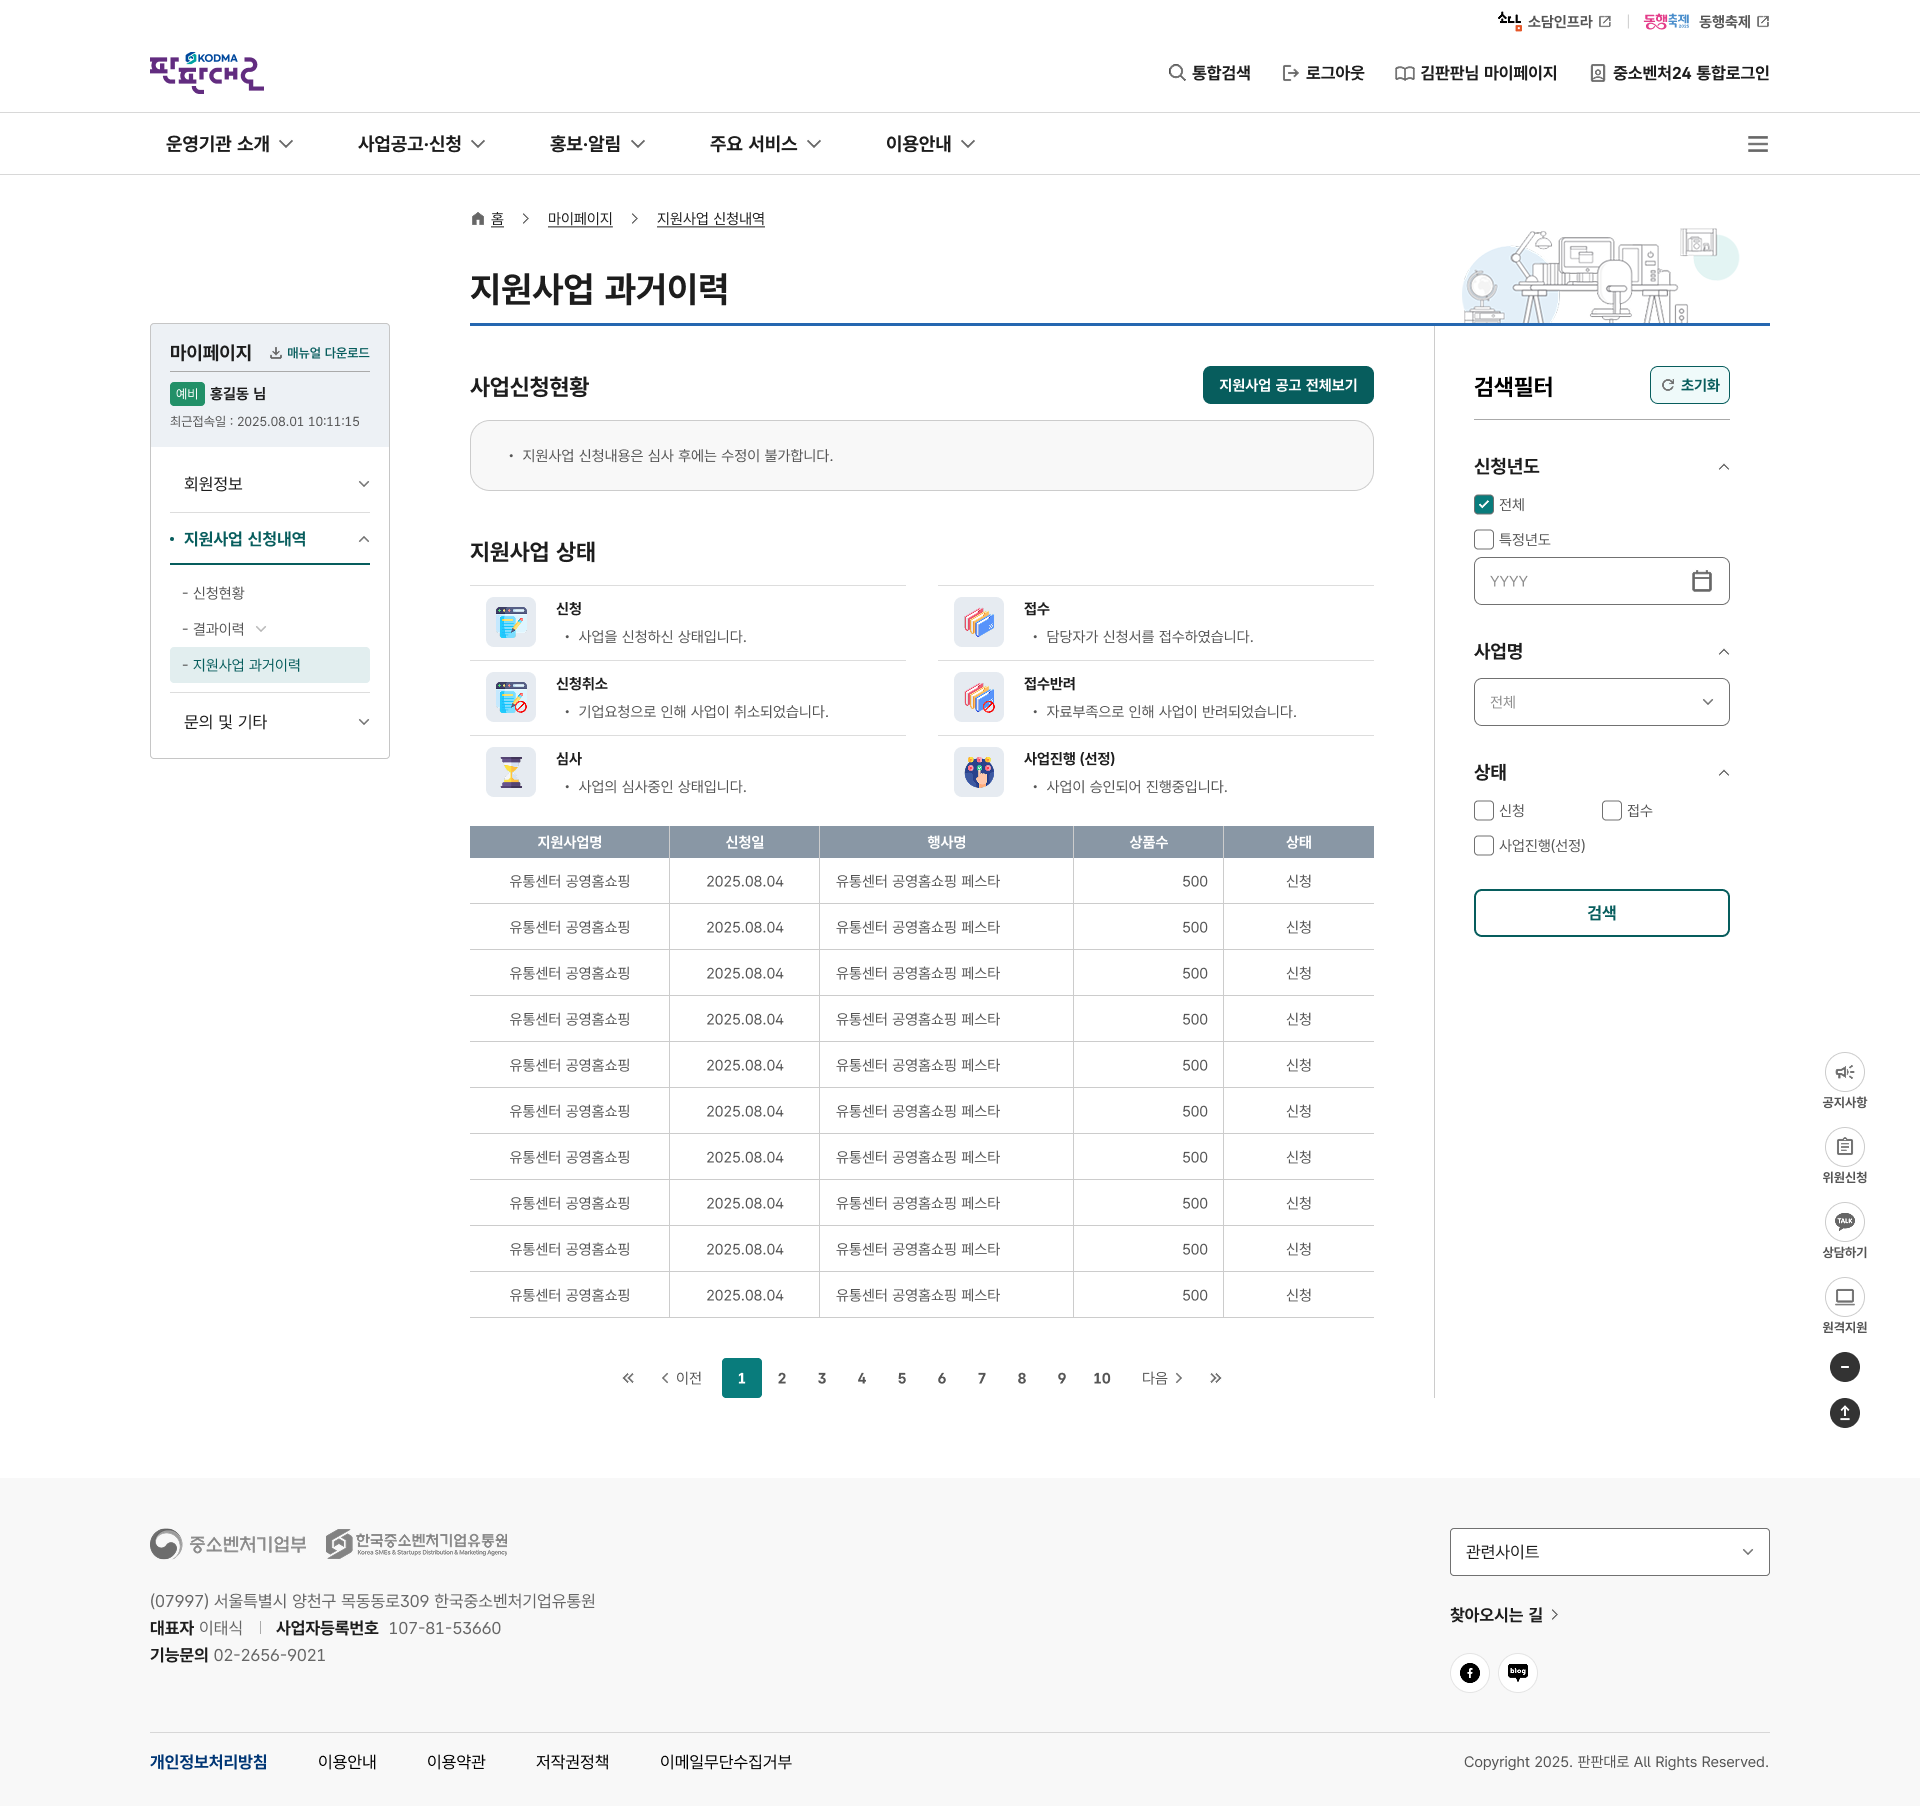 소담 소담인프라
동행축제 2025 동행축제
KODMA
판판대로
통합검색
로그아웃
김판판님 마이페이지
중소벤처24 통합로그인
운영기관 소개
사업공고·신청
홍보·알림
주요 서비스
이용안내
홈
마이페이지
지원사업 신청내역
지원사업 과거이력
마이페이지
매뉴얼 다운로드
예비 홍길동 님
최근접속일 : 2025.08.01 10:11:15
회원정보
• 지원사업 신청내역
- 신청현황
- 결과이력
- 지원사업 과거이력
문의 및 기타
사업신청현황
지원사업 공고 전체보기
• 지원사업 신청내용은 심사 후에는 수정이 불가합니다.
지원사업 상태
신청
• 사업을 신청하신 상태입니다.
접수
• 담당자가 신청서를 접수하였습니다.
신청취소
• 기업요청으로 인해 사업이 취소되었습니다.
접수반려
• 자료부족으로 인해 사업이 반려되었습니다.
심사
• 사업의 심사중인 상태입니다.
사업진행 (선정)
• 사업이 승인되어 진행중입니다.
지원사업명 신청일 행사명 상품수 상태
유통센터 공영홈쇼핑 2025.08.04 유통센터 공영홈쇼핑 페스타 500 신청
유통센터 공영홈쇼핑 2025.08.04 유통센터 공영홈쇼핑 페스타 500 신청
유통센터 공영홈쇼핑 2025.08.04 유통센터 공영홈쇼핑 페스타 500 신청
유통센터 공영홈쇼핑 2025.08.04 유통센터 공영홈쇼핑 페스타 500 신청
유통센터 공영홈쇼핑 2025.08.04 유통센터 공영홈쇼핑 페스타 500 신청
유통센터 공영홈쇼핑 2025.08.04 유통센터 공영홈쇼핑 페스타 500 신청
유통센터 공영홈쇼핑 2025.08.04 유통센터 공영홈쇼핑 페스타 500 신청
유통센터 공영홈쇼핑 2025.08.04 유통센터 공영홈쇼핑 페스타 500 신청
유통센터 공영홈쇼핑 2025.08.04 유통센터 공영홈쇼핑 페스타 500 신청
유통센터 공영홈쇼핑 2025.08.04 유통센터 공영홈쇼핑 페스타 500 신청
이전 1 2 3 4 5 6 7 8 9 10 다음
검색필터
초기화
신청년도
전체
특정년도
YYYY
사업명
전체
상태
신청 접수
사업진행(선정)
검색
공지사항
위원신청
TALK
상담하기
원격지원
중소벤처기업부
한국중소벤처기업유통원
Korea SMEs & Startups Distribution & Marketing Agency
(07997) 서울특별시 양천구 목동동로309 한국중소벤처기업유통원
대표자 이태식 사업자등록번호 107-81-53660
기능문의 02-2656-9021
관련사이트
찾아오시는 길
blog
개인정보처리방침 이용안내 이용약관 저작권정책 이메일무단수집거부
Copyright 2025. 판판대로 All Rights Reserved.